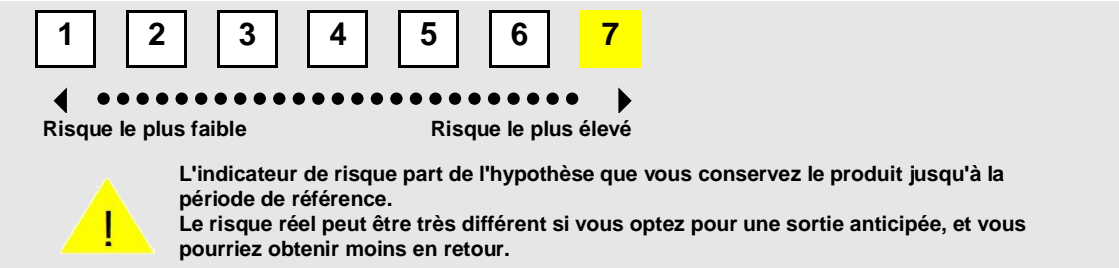 1 2 3 4 5 6 7
Risque le plus faible Risque le plus élevé
L'indicateur de risque part de l'hypothèse que vous conservez le produit jusqu'à la
période de référence.
Le risque réel peut être très différent si vous optez pour une sortie anticipée, et vous
pourriez obtenir moins en retour.
!